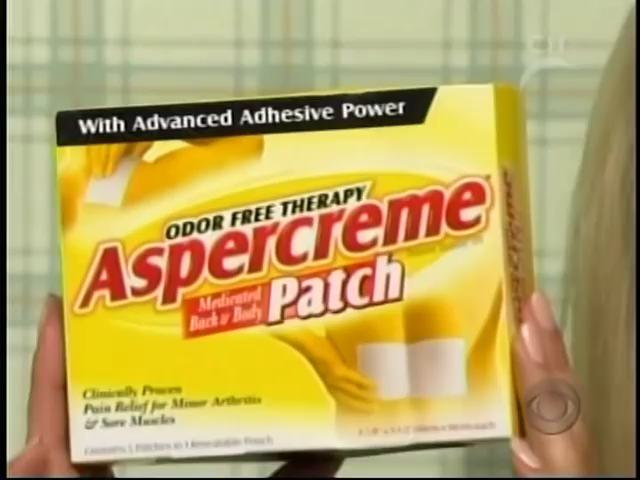 With Advanced Adhesive Power
ODOR FREE THERAPY
Aspercreme
Medicated
Back & Body
Patch
Clinically Proven
Pain Relief for Minor Arthritis
& Sore Muscles
Aspercreme